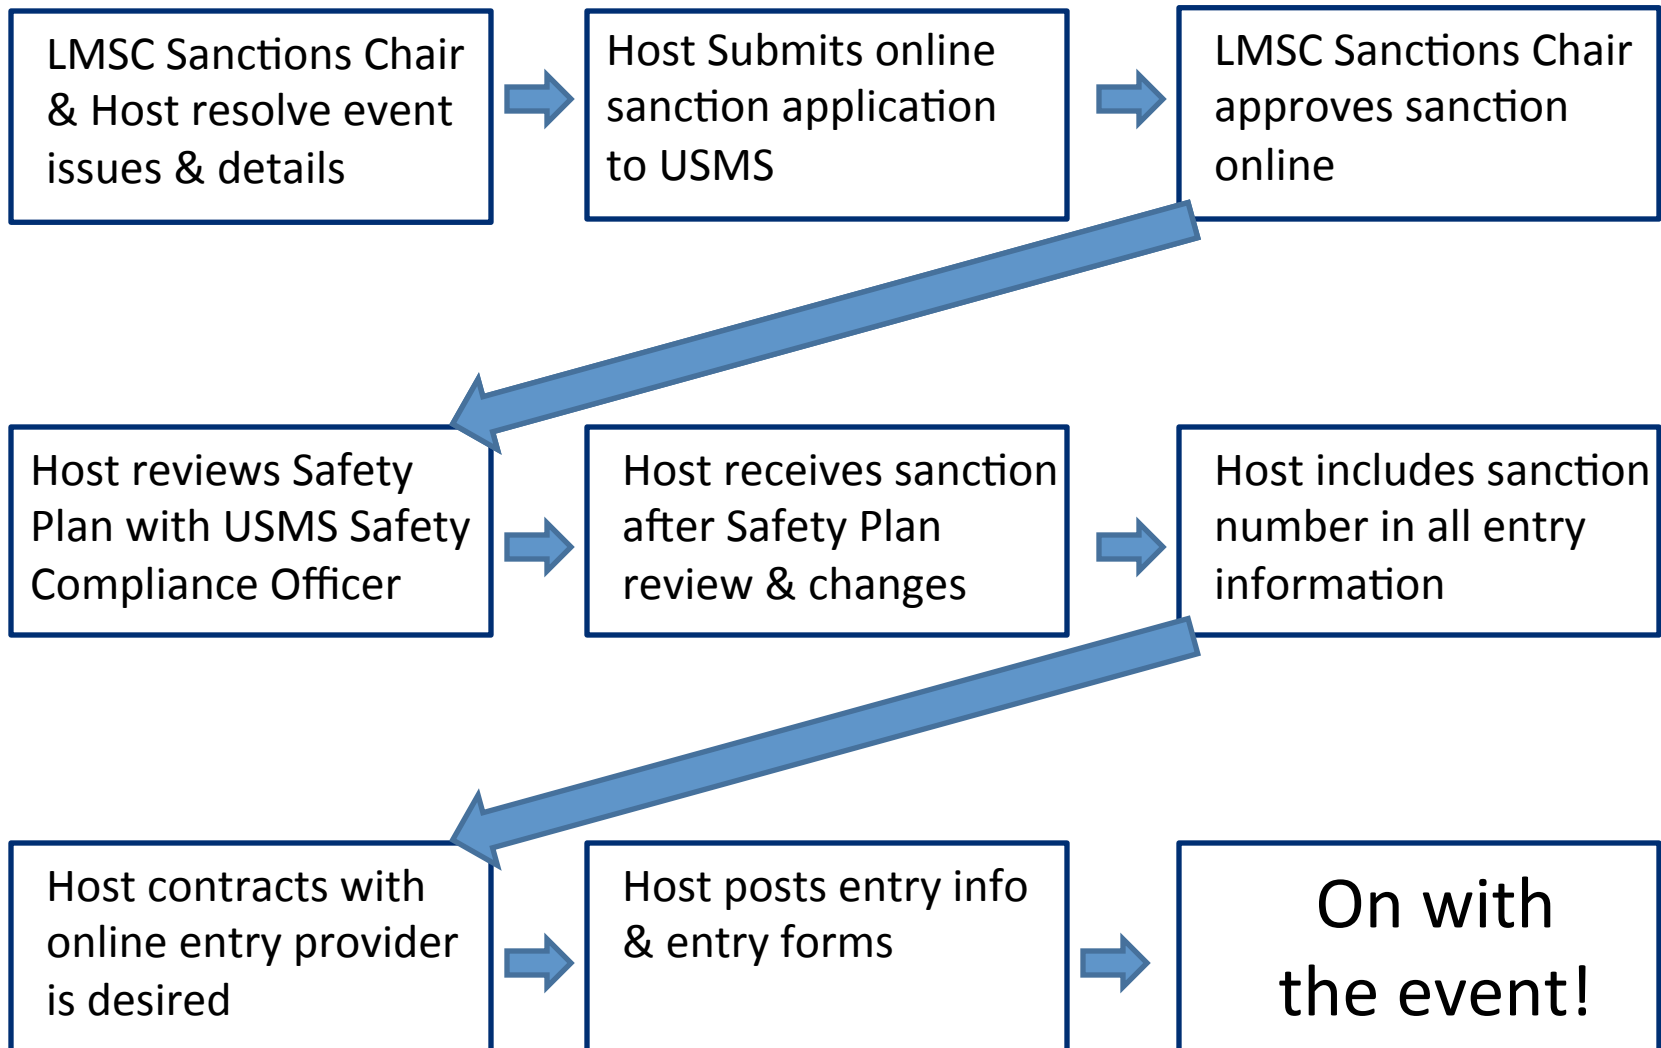 LMSC Sanctions Chair
& Host resolve event
issues & details
Host Submits online
sanction application
to USMS
LMSC Sanctions Chair
approves sanction
online
Host reviews Safety
Plan with USMS Safety
Compliance Officer
Host receives sanction
after Safety Plan
review & changes
Host includes sanction
number in all entry
information
Host contracts with
online entry provider
is desired
Host posts entry info
& entry forms
On with
the event!